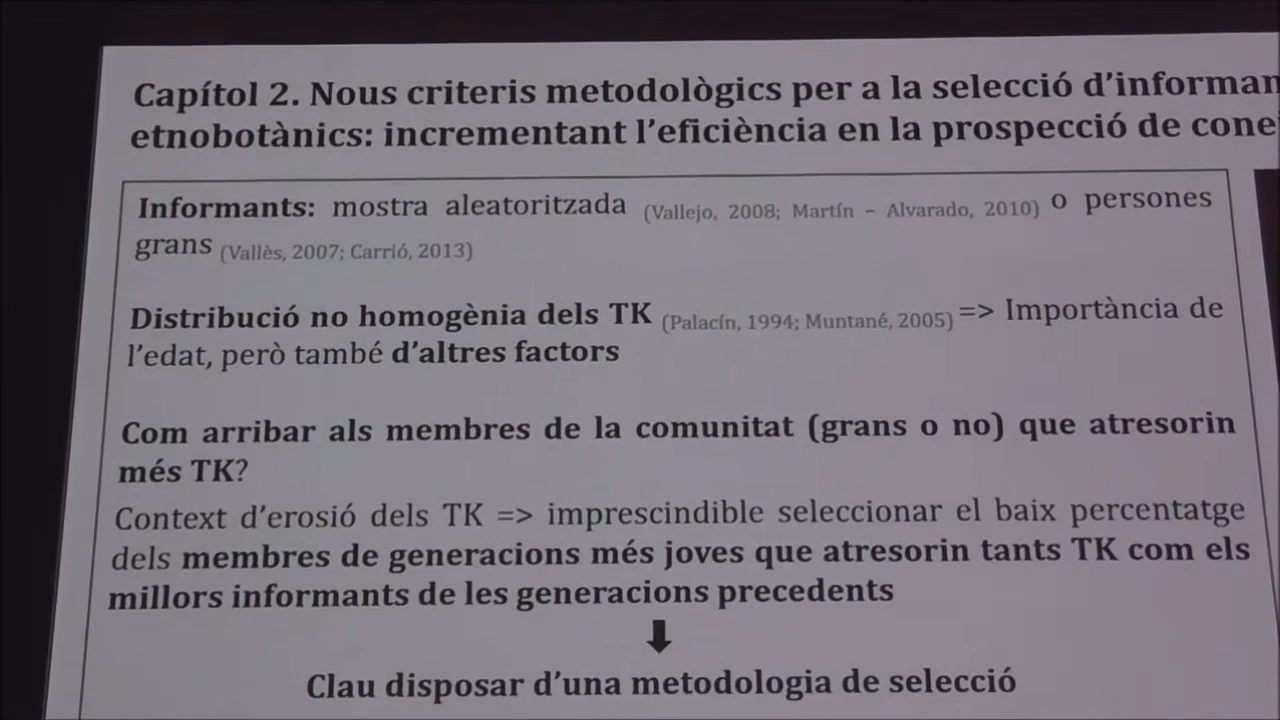 Capítol 2. Nous criteris metodològics per a la selecció d'informan
etnobotànics: incrementant l'eficiència en la prospecció de cone
Informants: mostra aleatoritzada (Vallejo, 2008; Martín – Alvarado, 2010) o persones
grans (Vallès, 2007; Carrió, 2013)
Distribució no homogènia dels TK (Palacín, 1994; Muntané, 2005) => Importància de
l'edat, però també d'altres factors
Com arribar als membres de la comunitat (grans o no) que atresorin
més TK?
Context d'erosió dels TK => imprescindible seleccionar el baix percentatge
dels membres de generacions més joves que atresorin tants TK com els
millors informants de les generacions precedents
Clau disposar d'una metodologia de selecció